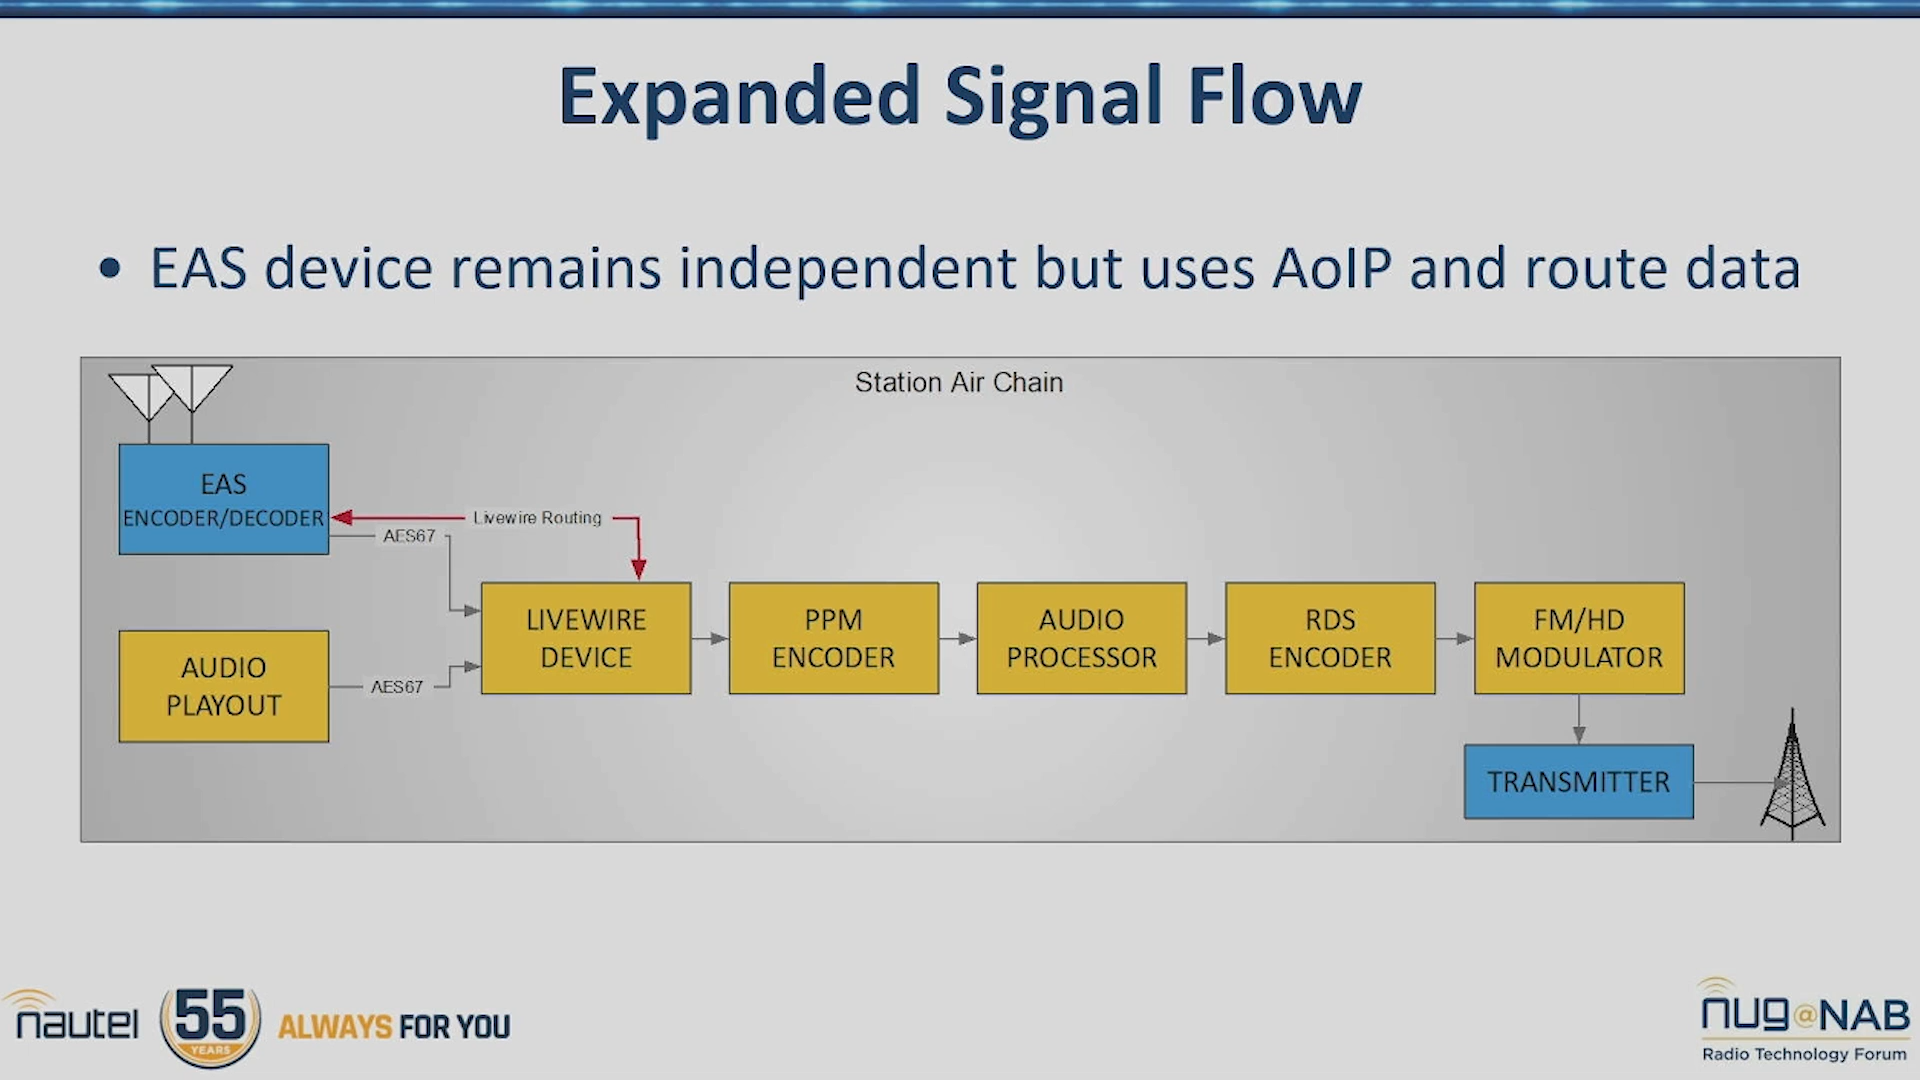 Expanded Signal Flow
• EAS device remains independent but uses AoIP and route data
Station Air Chain
EAS
ENCODER/DECODER
Livewire Routing
AES67
AUDIO
PLAYOUT
AES67
LIVEWIRE
DEVICE
PPM
ENCODER
AUDIO
PROCESSOR
RDS
ENCODER
FM/HD
MODULATOR
TRANSMITTER
nautel
55
YEARS
ALWAYS FOR YOU
nug@NAB
Radio Technology Forum